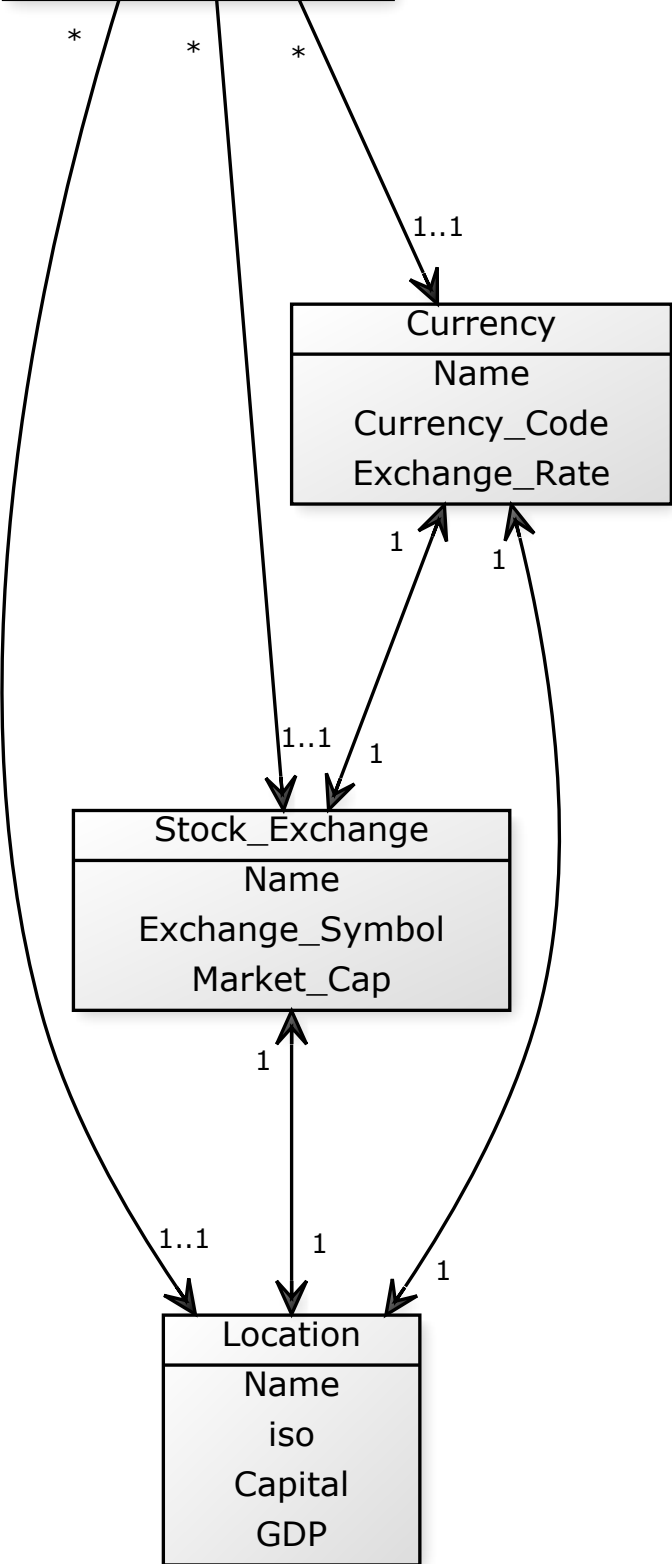 *
*
*
1..1
Currency
Name
Currency_Code
Exchange_Rate
1
1
1..1
1
Stock_Exchange
Name
Exchange_Symbol
Market_Cap
1
1..1
1
1
Location
Name
iso
Capital
GDP